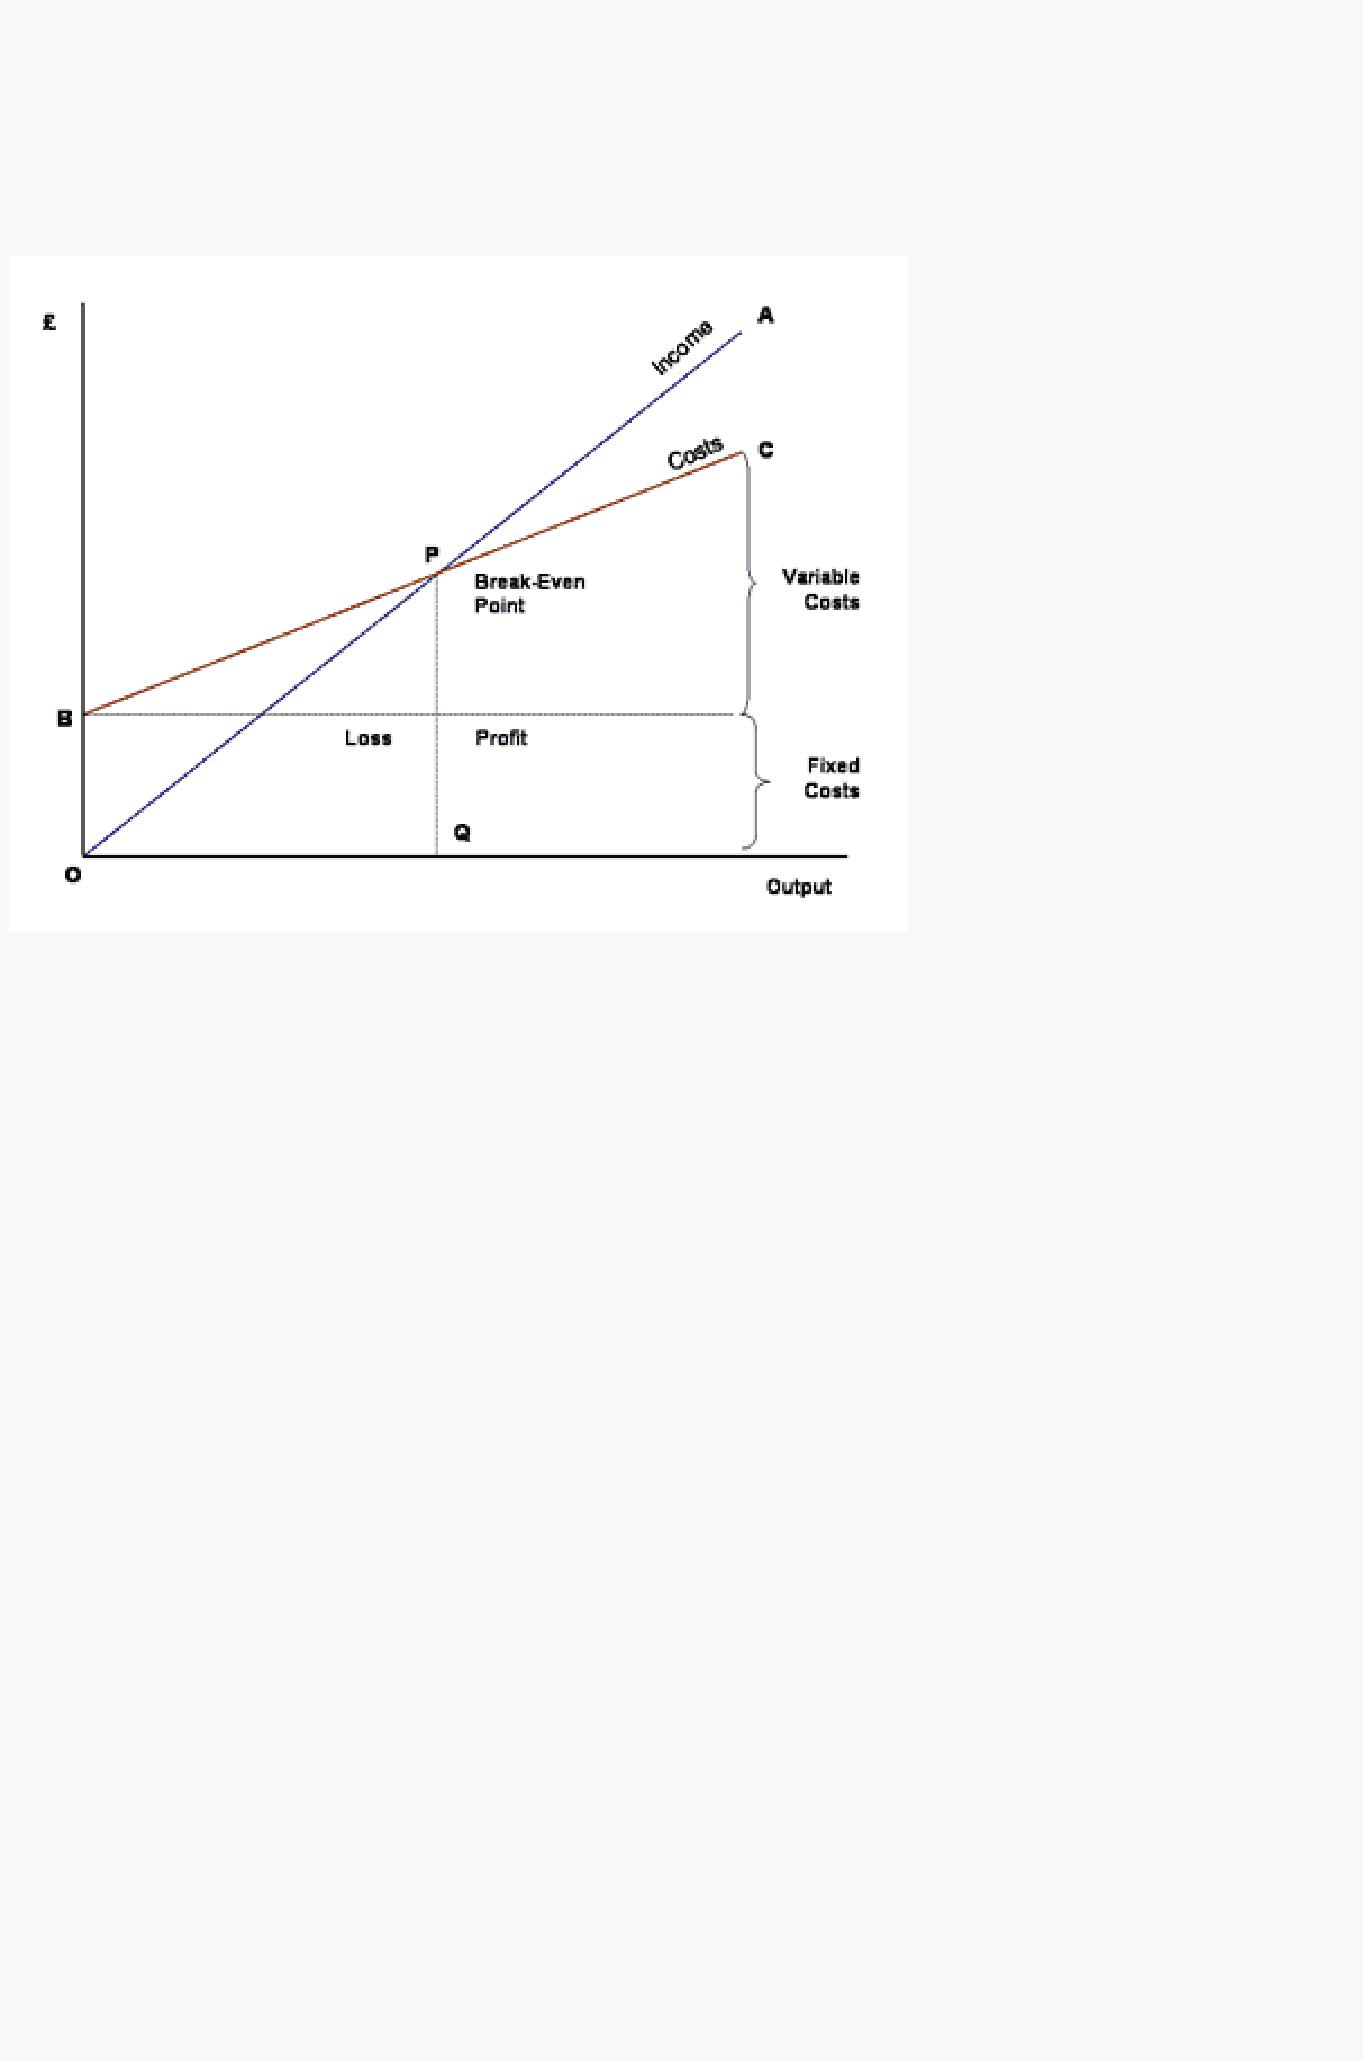 £
A
Income
Costs
C
P
Break-Even
Point
Variable
Costs
B
Loss
Profit
Fixed
Costs
Q
O
Output